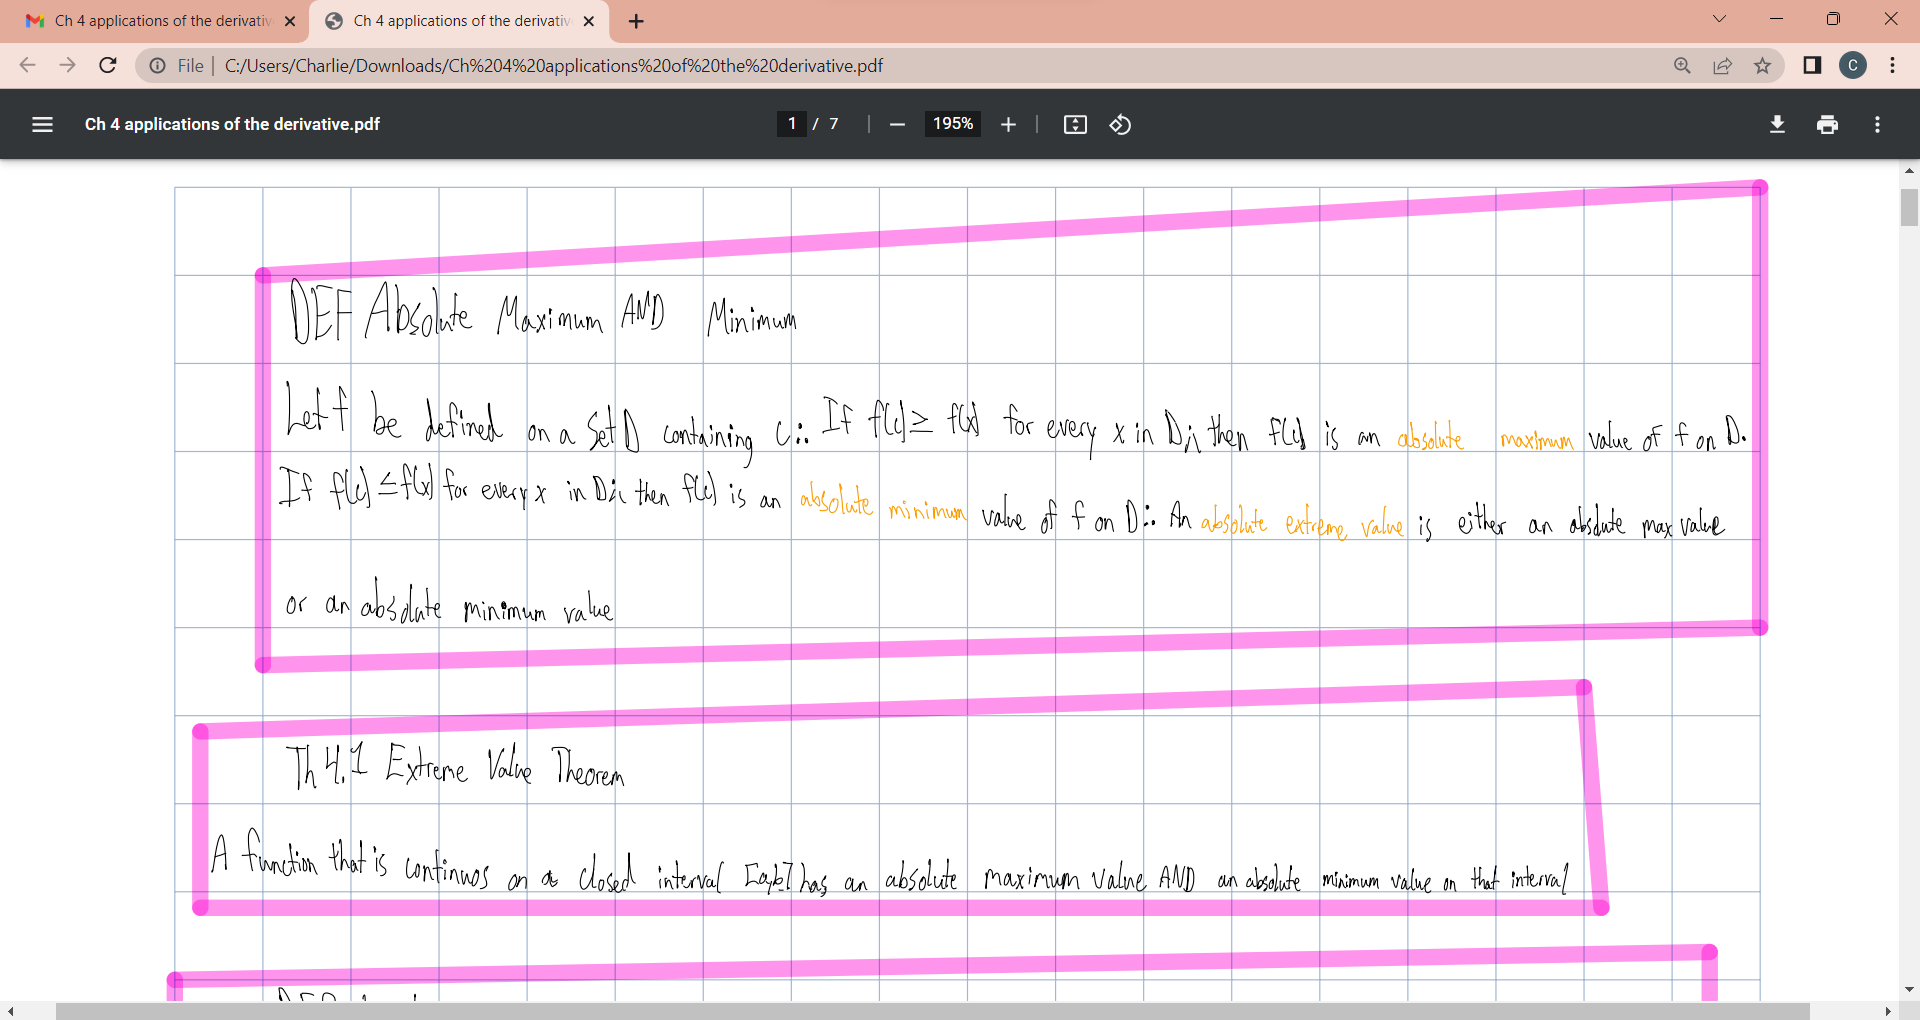 Ch 4 applications of the derivativ
Ch 4 applications of the derivativ
File | C:/Users/Charlie/Downloads/Ch%204%20applications%20of%20the%20derivative.pdf
C
Ch 4 applications of the derivative.pdf
1 / 7
195%
DEF Absolute Maximum AND Minimum
Let f be defined on a Set D containing C∴ If f(c) ≥ f(x) for every x in D;, then f(c) is an absolute maximum value of f on D.
If f(c) ≤ f(x) for every x in D;, then f(c) is an absolute minimum value of f on D∴ An absolute extreme value is either an absolute max value
or an absolute minimum value
Th 4.1 Extreme Value Theorem
A function that is continuos on a closed interval [a,b] has an absolute maximum value AND an absolute minimum value on that interval